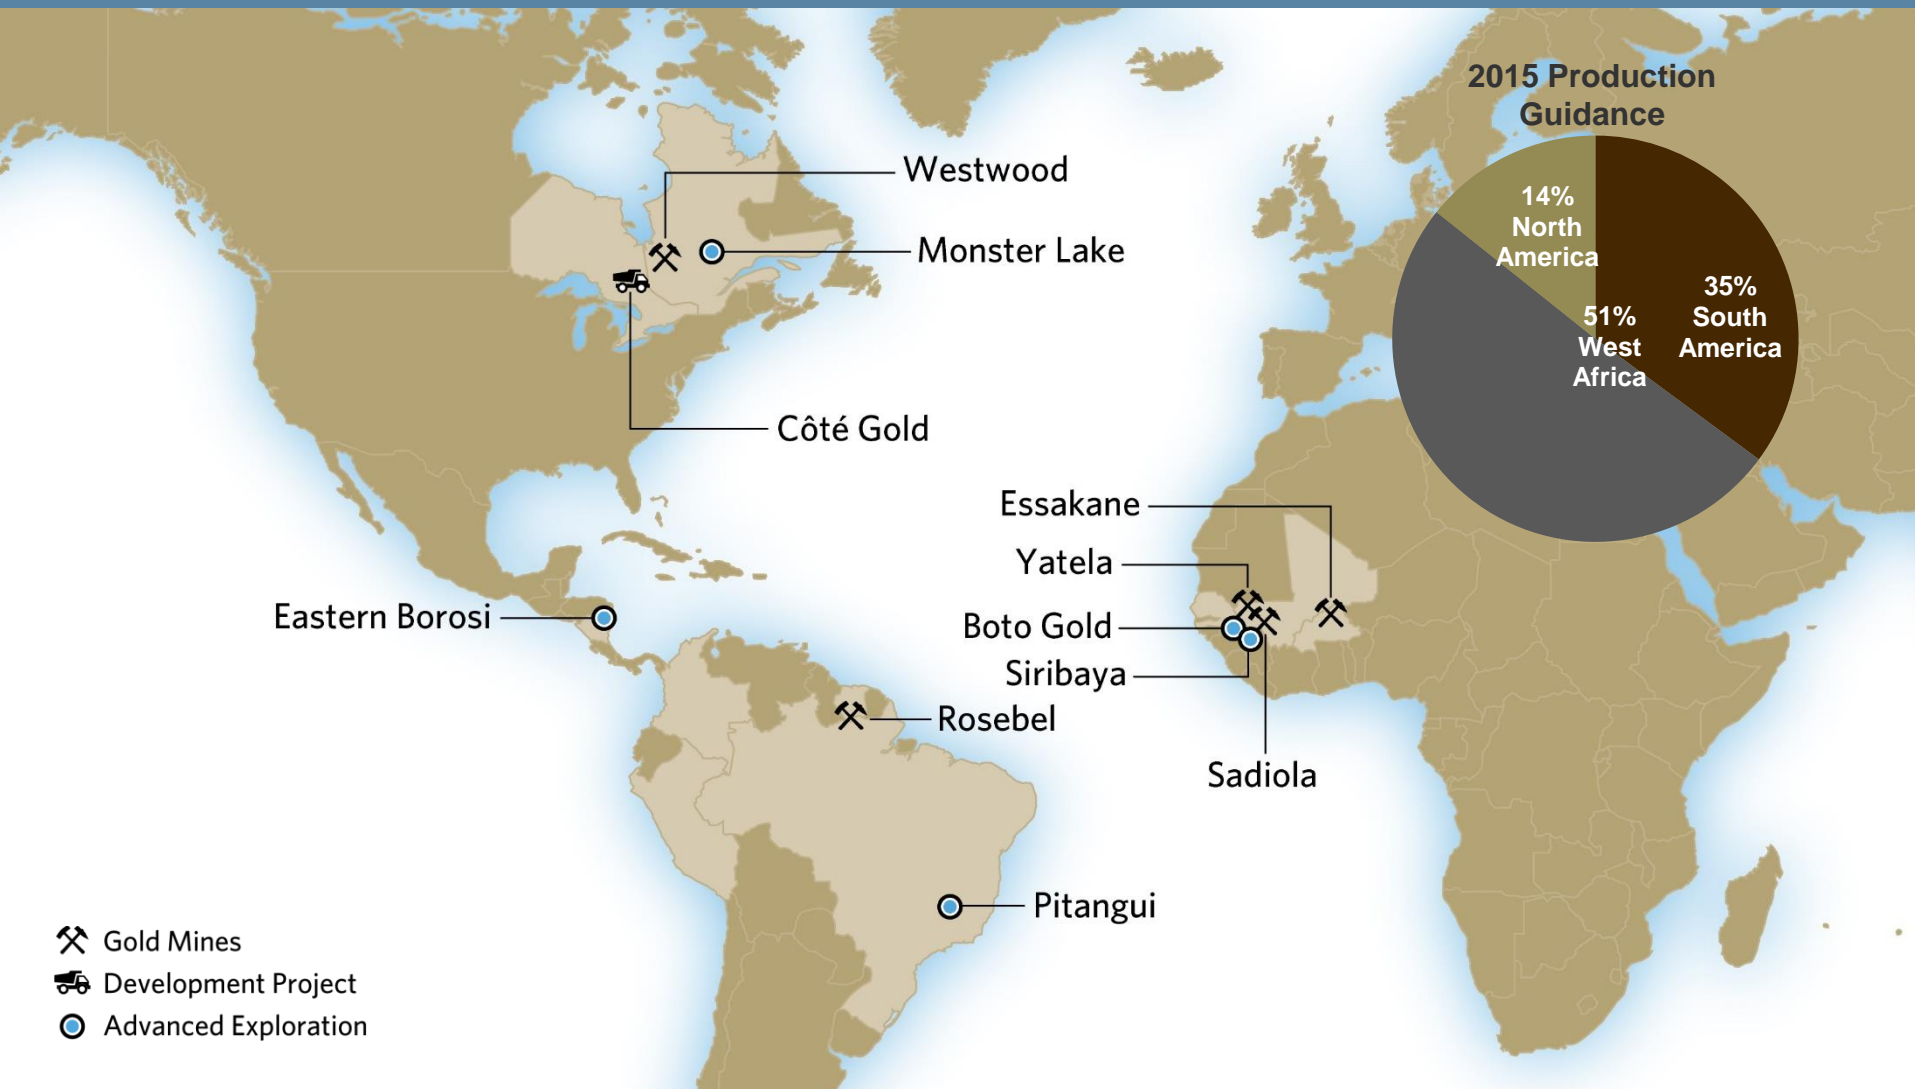 2015 Production
Guidance
14%
North
America
35%
South
America
51%
West
Africa
Westwood
Monster Lake
Côté Gold
Essakane
Yatela
Boto Gold
Siribaya
Sadiola
Eastern Borosi
Rosebel
Pitangui
Gold Mines
Development Project
Advanced Exploration